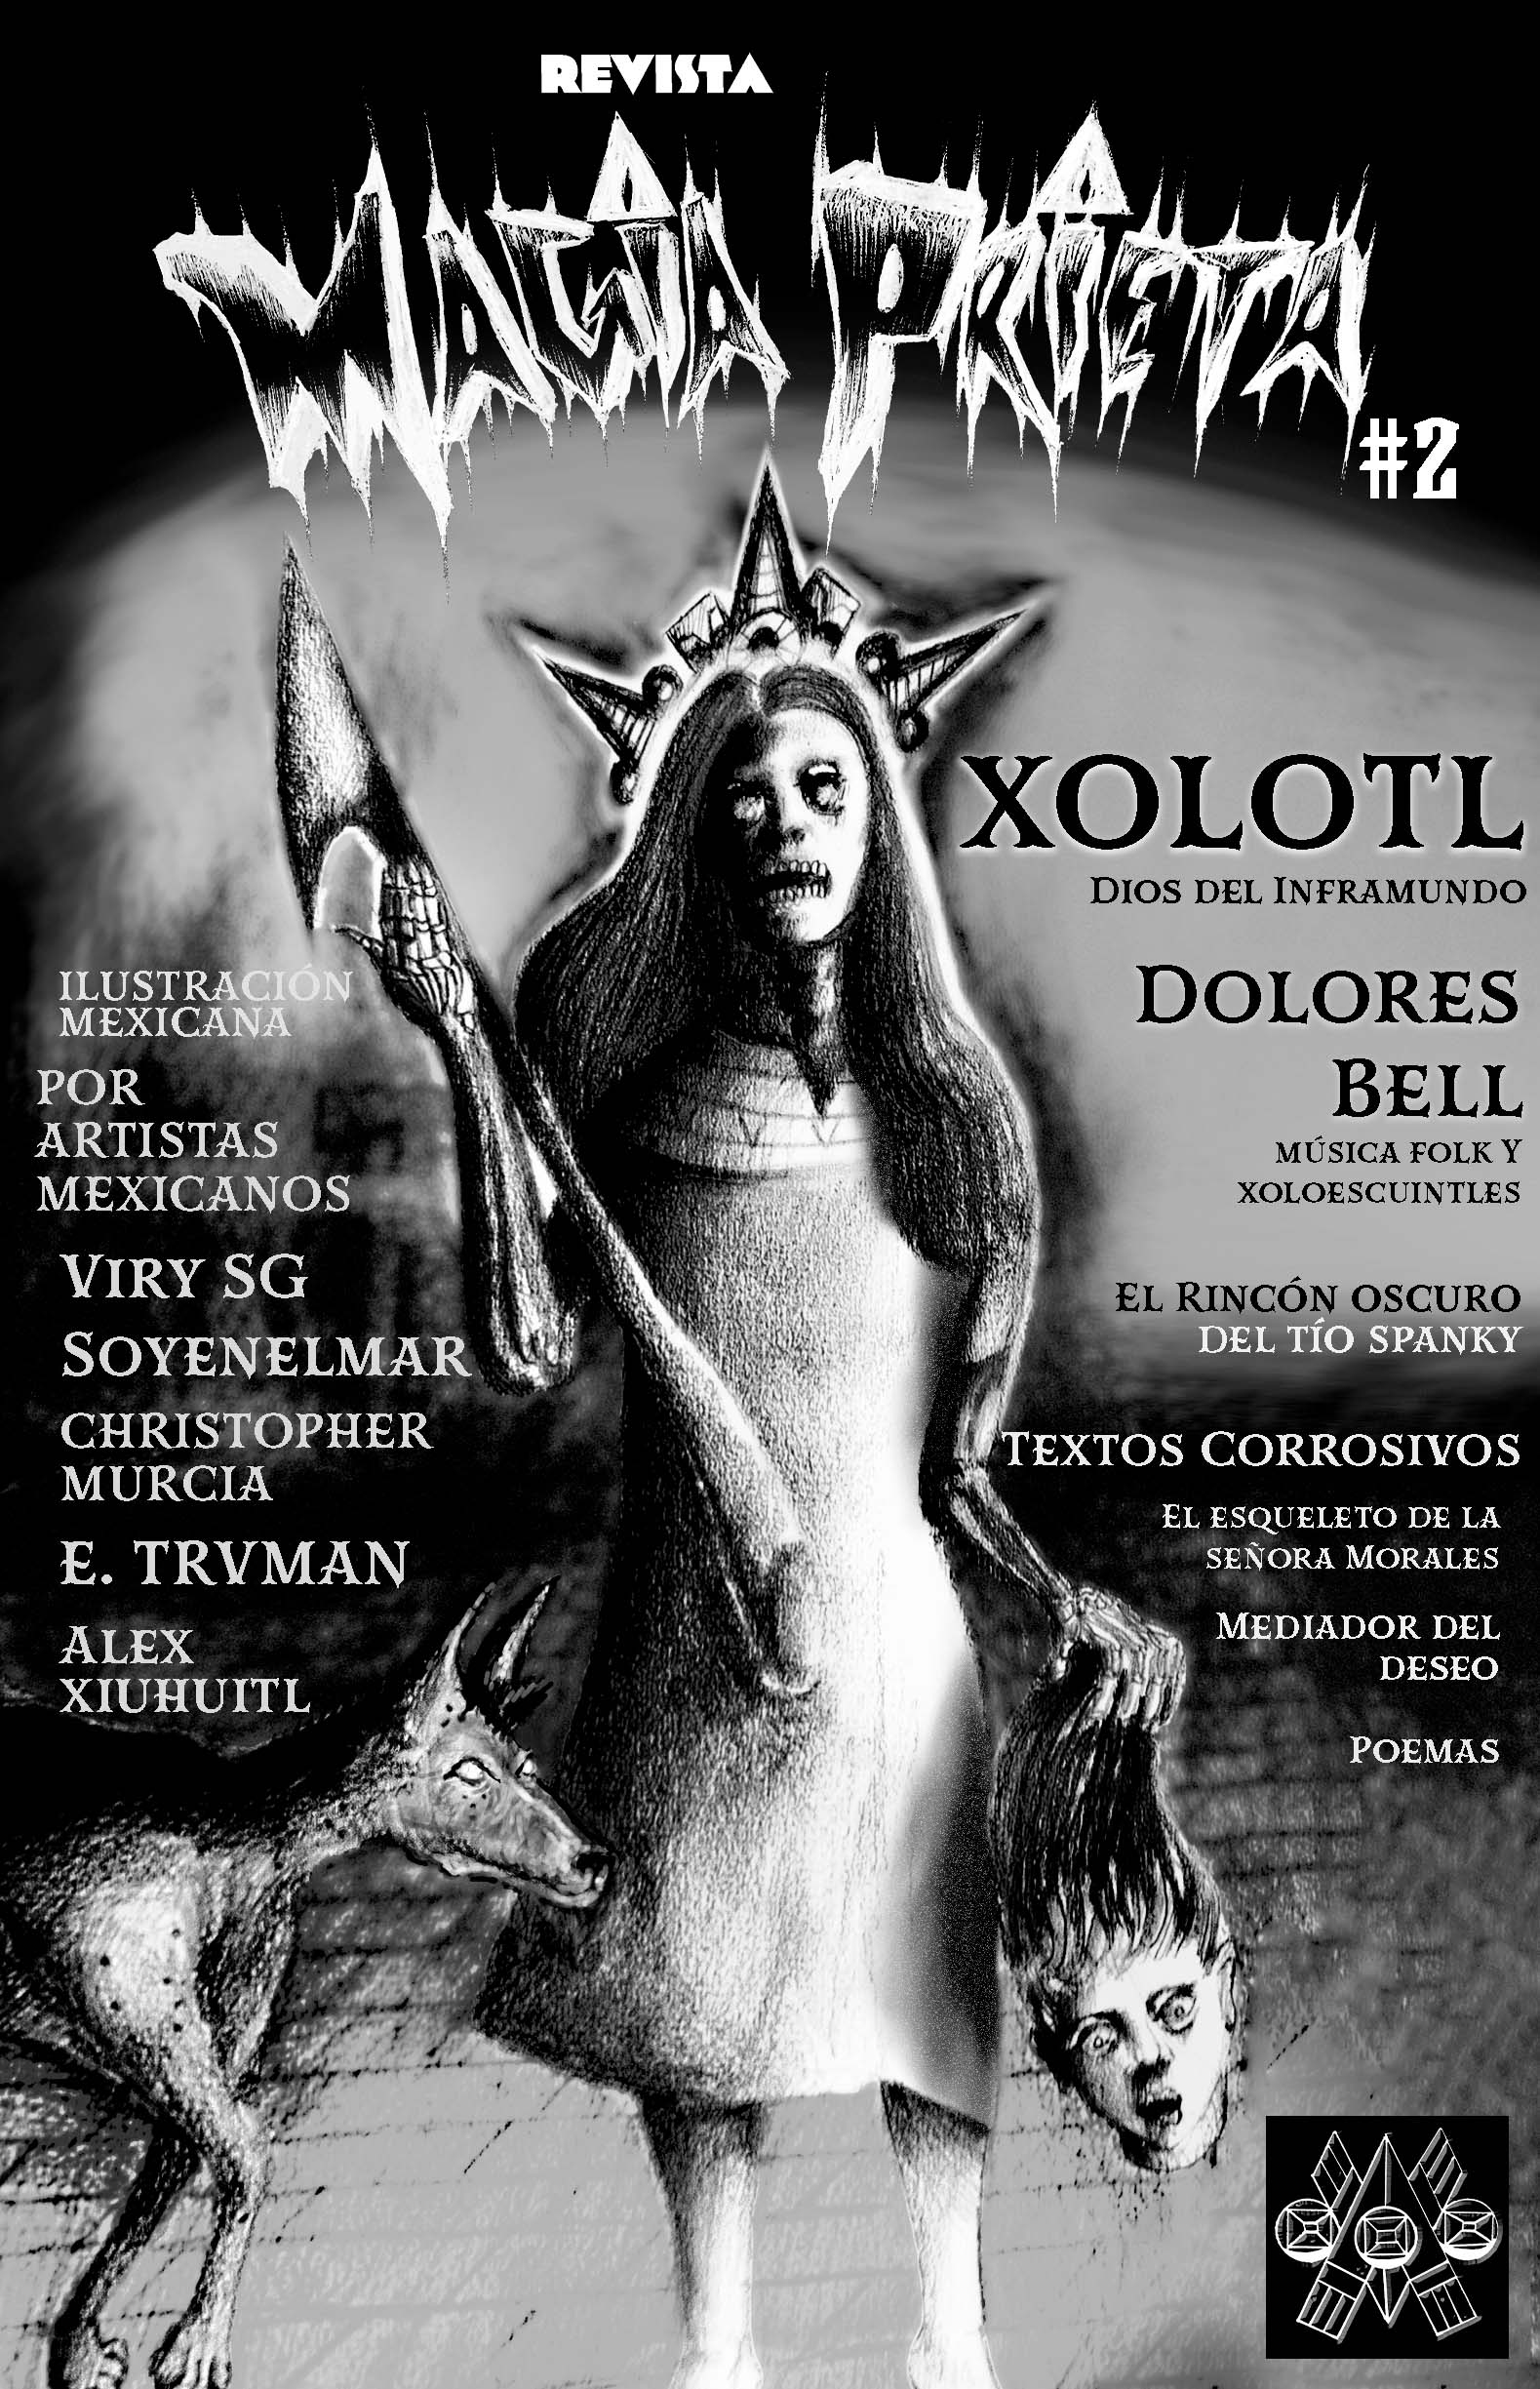 REVISTA
MAGIA PRIETA
#2
XOLOTL
DIOS DEL INFRAMUNDO
DOLORES
BELL
MÚSICA FOLK Y
XOLOESCUINTLES
EL RINCÓN OSCURO
DEL TÍO SPANKY
TEXTOS CORROSIVOS
EL ESQUELETO DE LA
SEÑORA MORALES
MEDIADOR DEL
DESEO
POEMAS
ILUSTRACIÓN
MEXICANA
POR
ARTISTAS
MEXICANOS
VIRY SG
SOYENELMAR
CHRISTOPHER
MURCIA
E. TRVMAN
ALEX
XIUHUITL